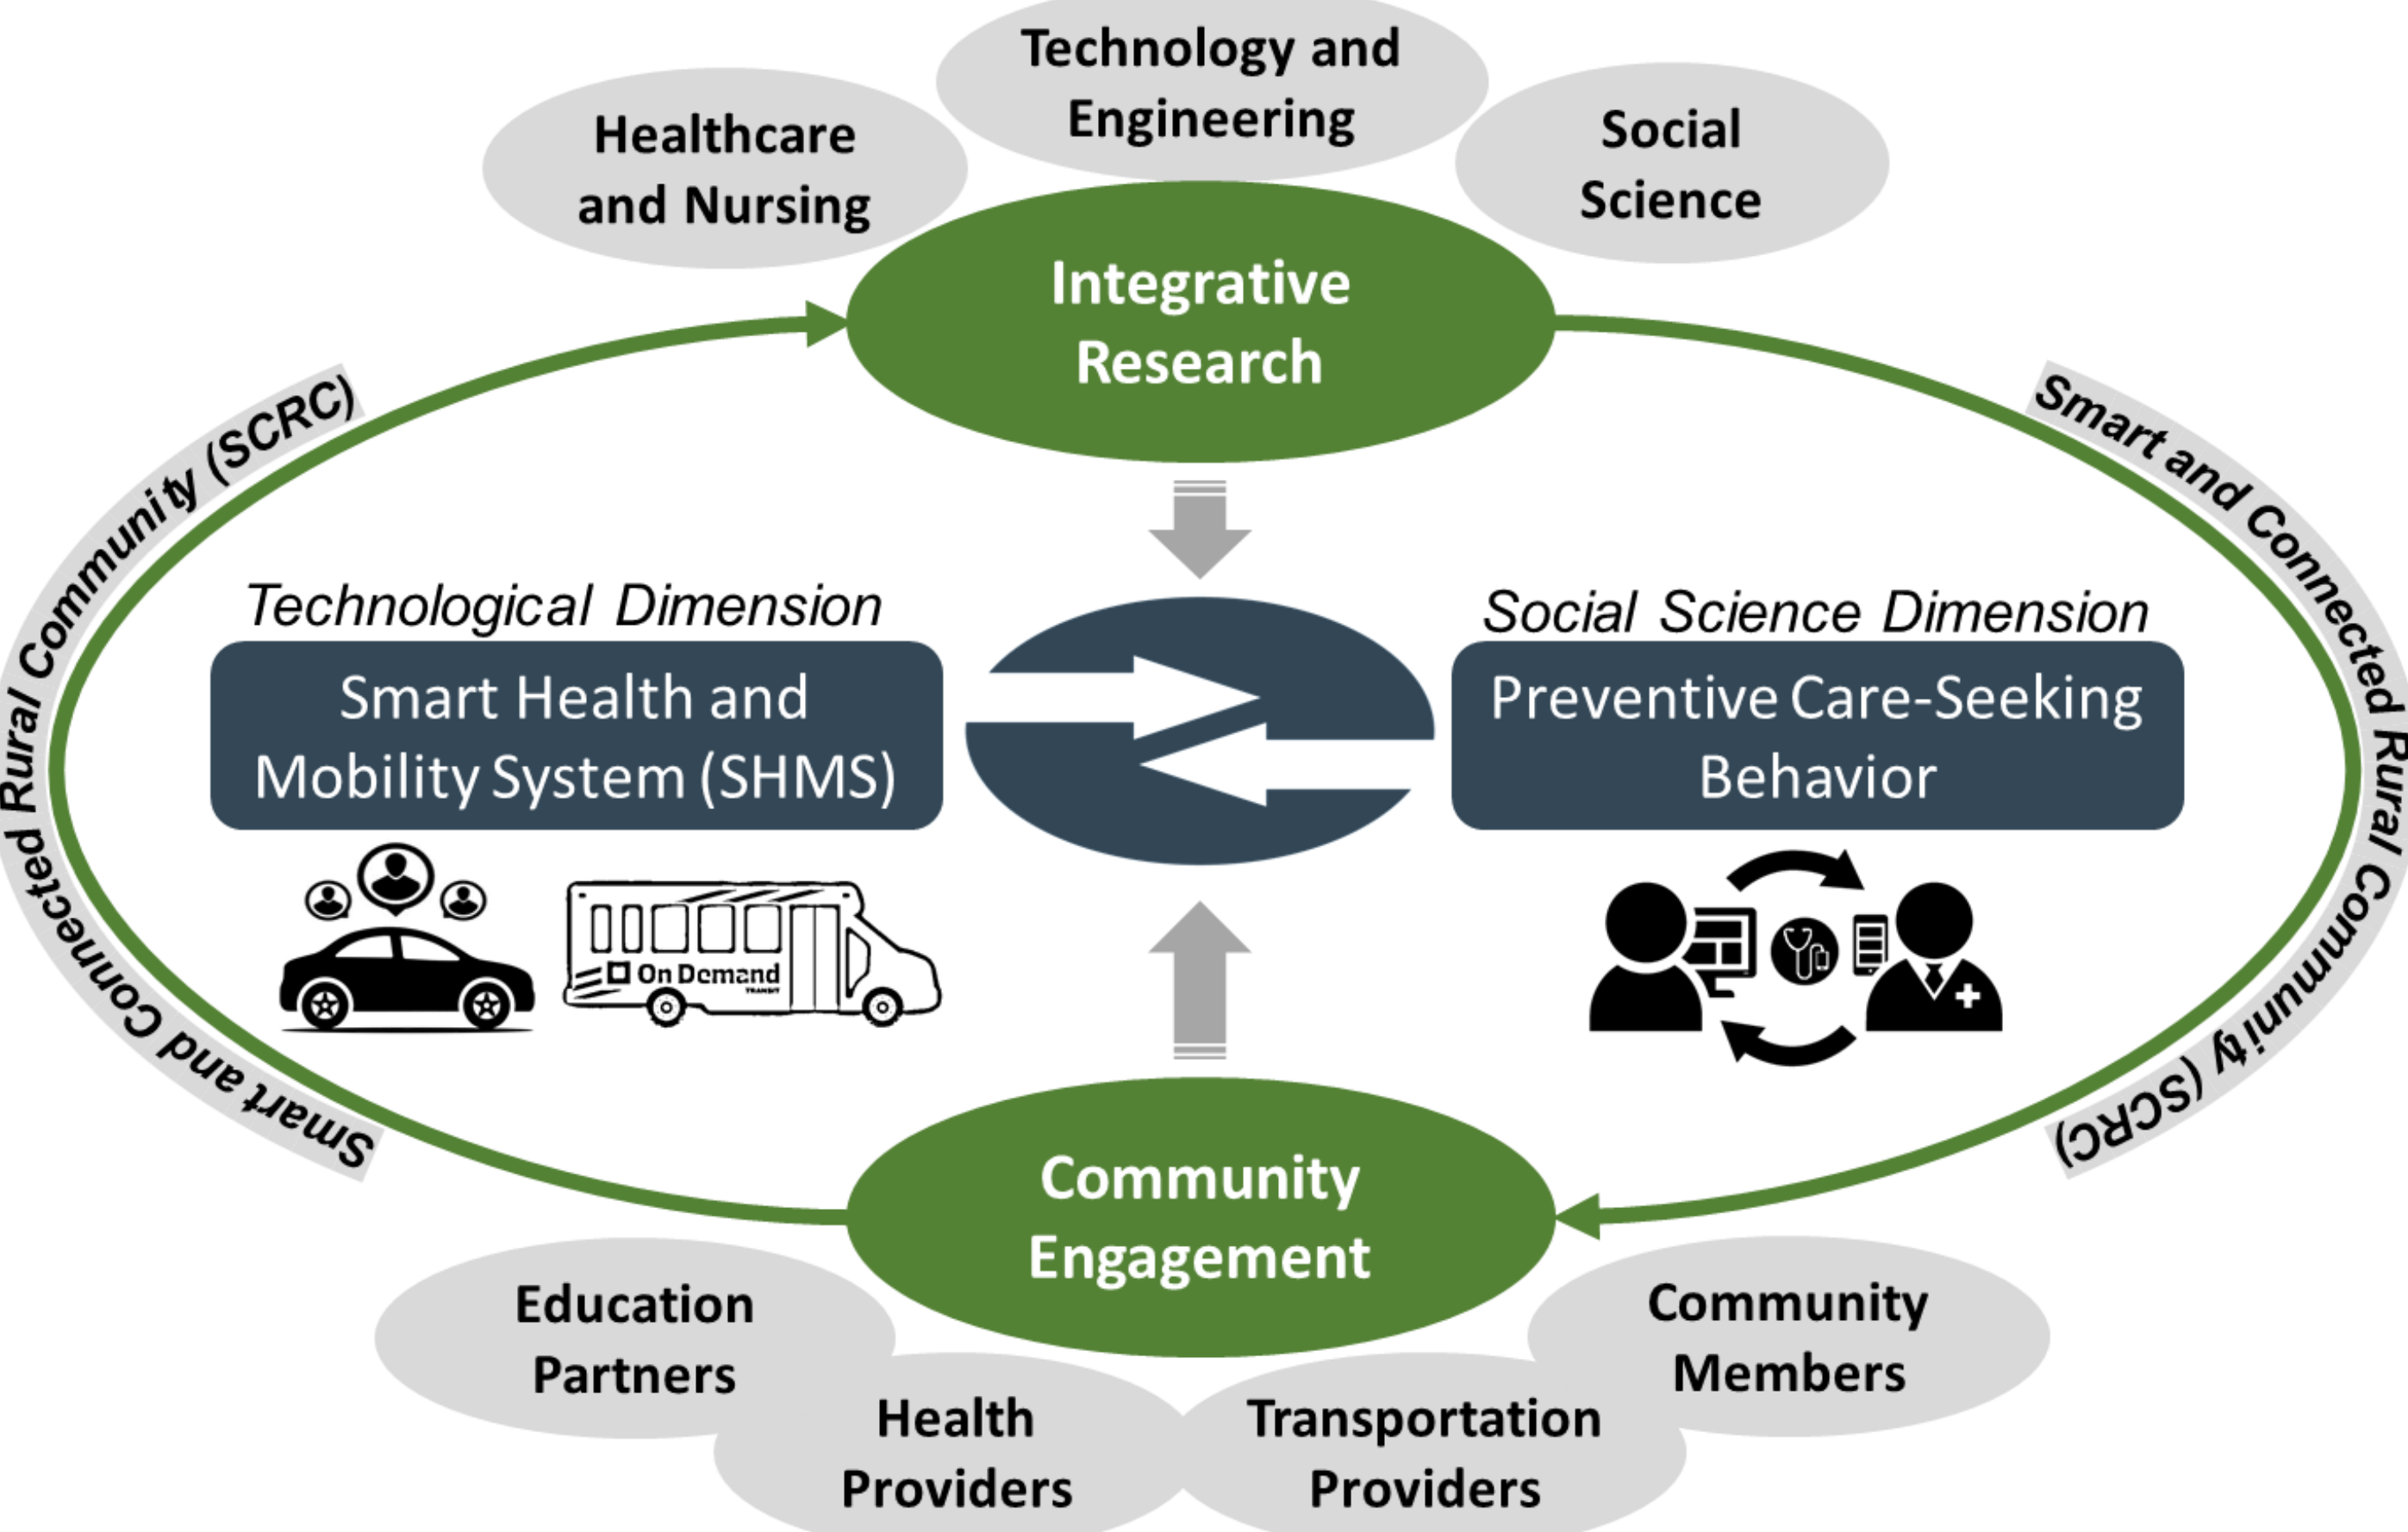 Technology and
Engineering
Healthcare
and Nursing
Social
Science
Integrative
Research
Smart and Connected Rural Community (SCRC)
Smart and Connected Rural Community (SCRC)
Technological Dimension
Smart Health and
Mobility System (SHMS)
Social Science Dimension
Preventive Care-Seeking
Behavior
On Demand
TRANSIT
Community
Engagement
Education
Partners
Health
Providers
Transportation
Providers
Community
Members